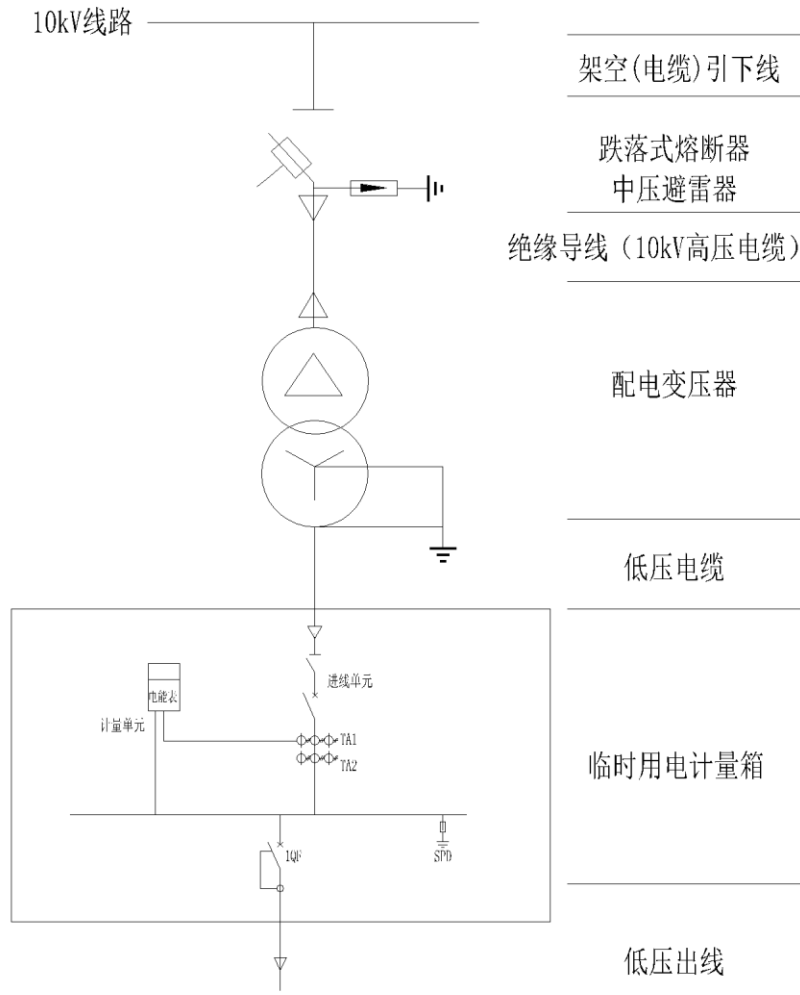 10kV线路
架空(电缆)引下线
跌落式熔断器
中压避雷器
绝缘导线（10kV高压电缆）
配电变压器
低压电缆
进线单元
电能表
计量单元
TA1
TA2
临时用电计量箱
1QF
SPD
低压出线